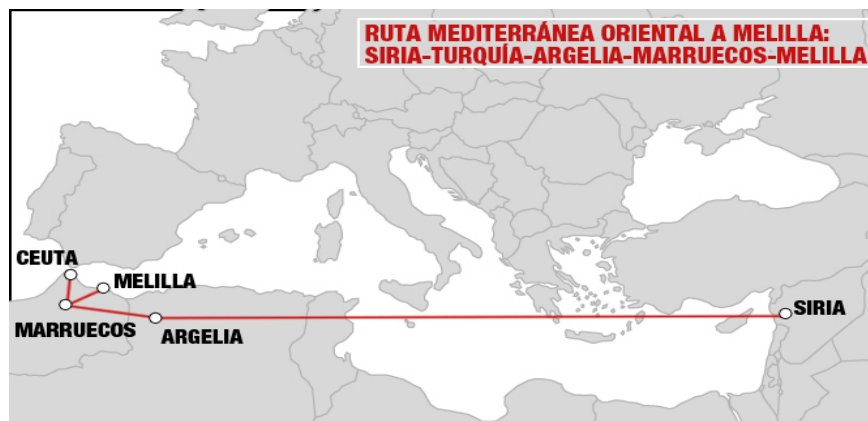 RUTA MEDITERRÁNEA ORIENTAL A MELILLA:
SIRIA-TURQUÍA-ARGELIA-MARRUECOS-MELILLA
CEUTA
MELILLA
MARRUECOS
ARGELIA
SIRIA